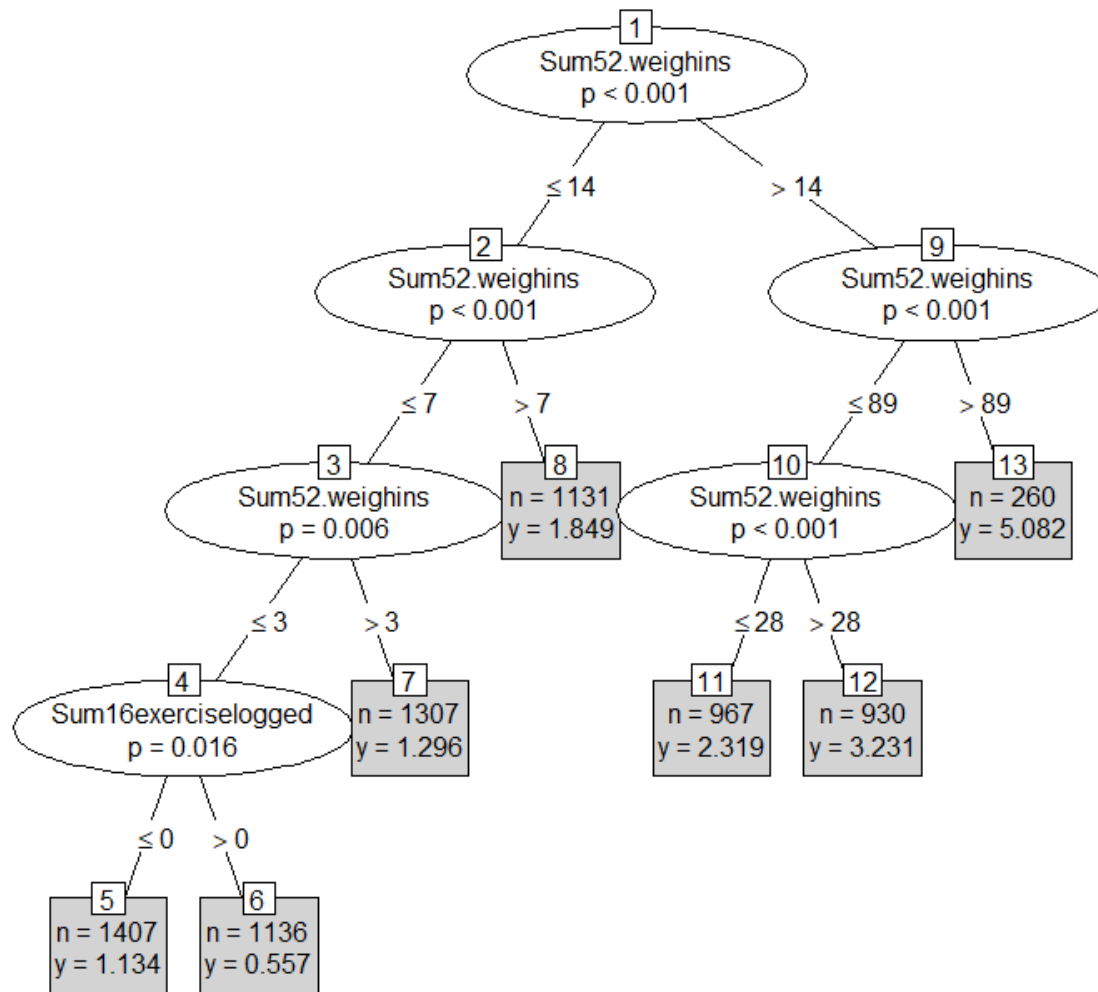 1
Sum52.weighins
p < 0.001
≤ 14
> 14
2
Sum52.weighins
p < 0.001
9
Sum52.weighins
p < 0.001
≤ 7
> 7
≤ 89
> 89
3
Sum52.weighins
p = 0.006
8
n = 1131
y = 1.849
10
Sum52.weighins
p < 0.001
13
n = 260
y = 5.082
≤ 3
> 3
≤ 28
> 28
4
Sum16exerciselogged
p = 0.016
7
n = 1307
y = 1.296
11
n = 967
y = 2.319
12
n = 930
y = 3.231
≤ 0
> 0
5
n = 1407
y = 1.134
6
n = 1136
y = 0.557